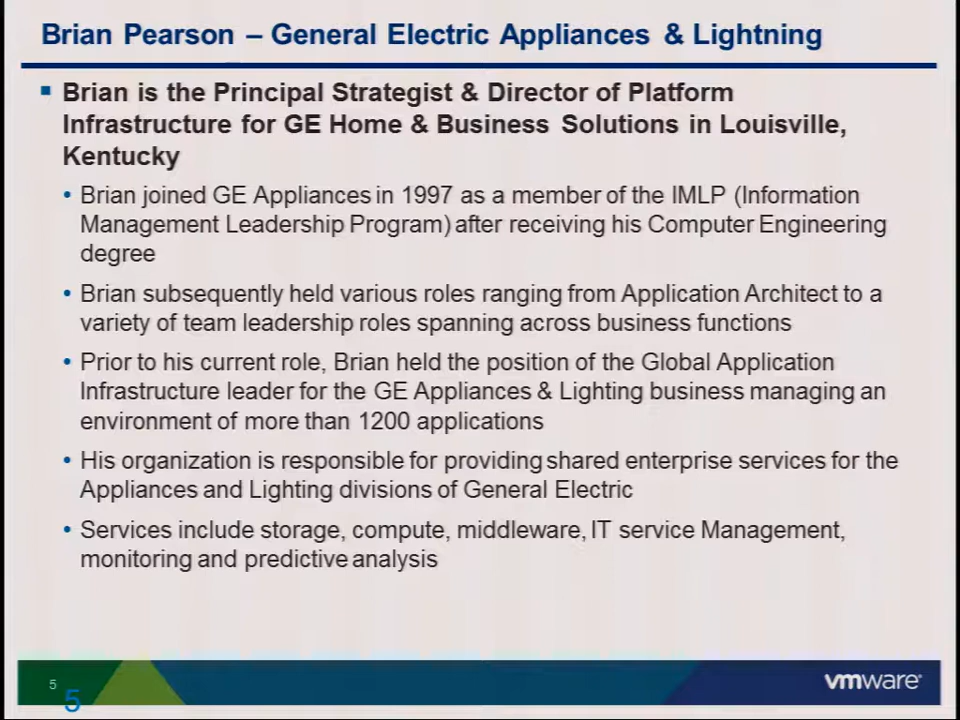 Brian Pearson – General Electric Appliances & Lightning
▪ Brian is the Principal Strategist & Director of Platform
Infrastructure for GE Home & Business Solutions in Louisville,
Kentucky
• Brian joined GE Appliances in 1997 as a member of the IMLP (Information
Management Leadership Program) after receiving his Computer Engineering
degree
• Brian subsequently held various roles ranging from Application Architect to a
variety of team leadership roles spanning across business functions
• Prior to his current role, Brian held the position of the Global Application
Infrastructure leader for the GE Appliances & Lighting business managing an
environment of more than 1200 applications
• His organization is responsible for providing shared enterprise services for the
Appliances and Lighting divisions of General Electric
• Services include storage, compute, middleware, IT service Management,
monitoring and predictive analysis
5
5
vmware